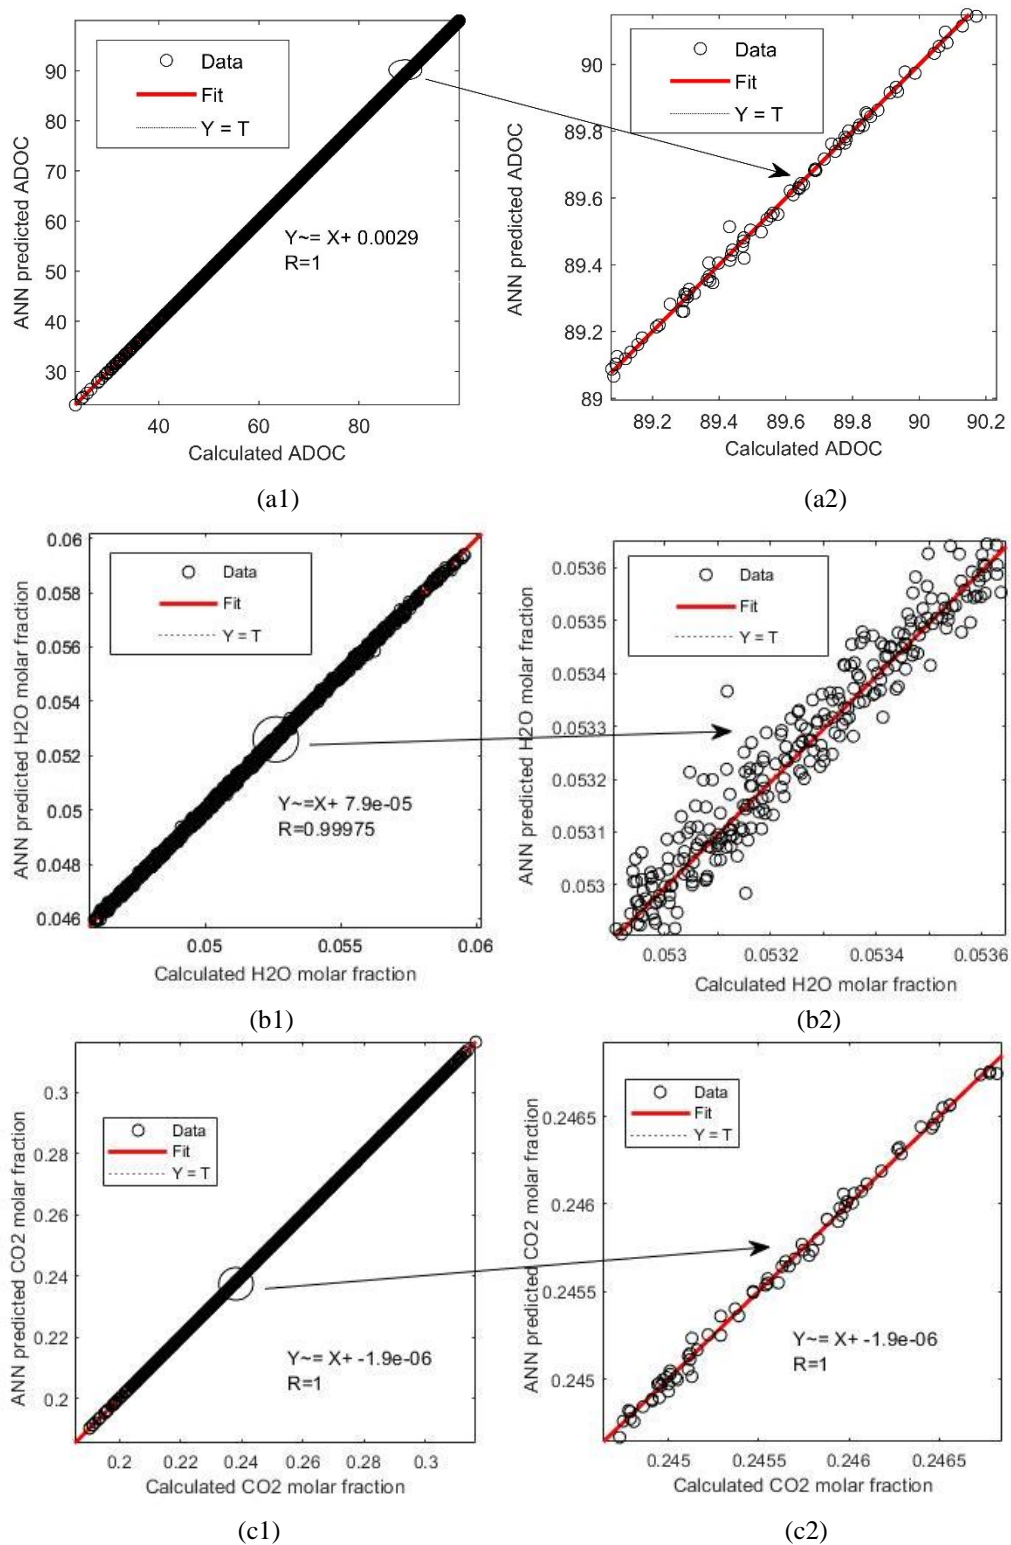 90
80
70
60
50
40
30
ANN predicted ADOC
Data
Fit
Y = T
Y~= X+ 0.0029
R=1
40
60
80
Calculated ADOC
(a1)
90
89.8
89.6
89.4
89.2
89
ANN predicted ADOC
Data
Fit
Y = T
89.2
89.4
89.6
89.8
90
90.2
Calculated ADOC
(a2)
0.06
0.058
0.056
0.054
0.052
0.05
0.048
0.046
ANN predicted H2O molar fraction
Data
Fit
Y = T
Y~=X+ 7.9e-05
R=0.99975
0.05
0.055
0.06
Calculated H2O molar fraction
(b1)
0.0536
0.0535
0.0534
0.0533
0.0532
0.0531
0.053
ANN predicted H2O molar fraction
Data
Fit
Y = T
0.053
0.0532
0.0534
0.0536
Calculated H2O molar fraction
(b2)
0.3
0.28
0.26
0.24
0.22
0.2
ANN predicted CO2 molar fraction
Data
Fit
Y = T
Y~= X+ -1.9e-06
R=1
0.2
0.22
0.24
0.26
0.28
0.3
Calculated CO2 molar fraction
(c1)
0.2465
0.246
0.2455
0.245
ANN predicted CO2 molar fraction
Data
Fit
Y = T
Y~= X+ -1.9e-06
R=1
0.245
0.2455
0.246
0.2465
Calculated CO2 molar fraction
(c2)